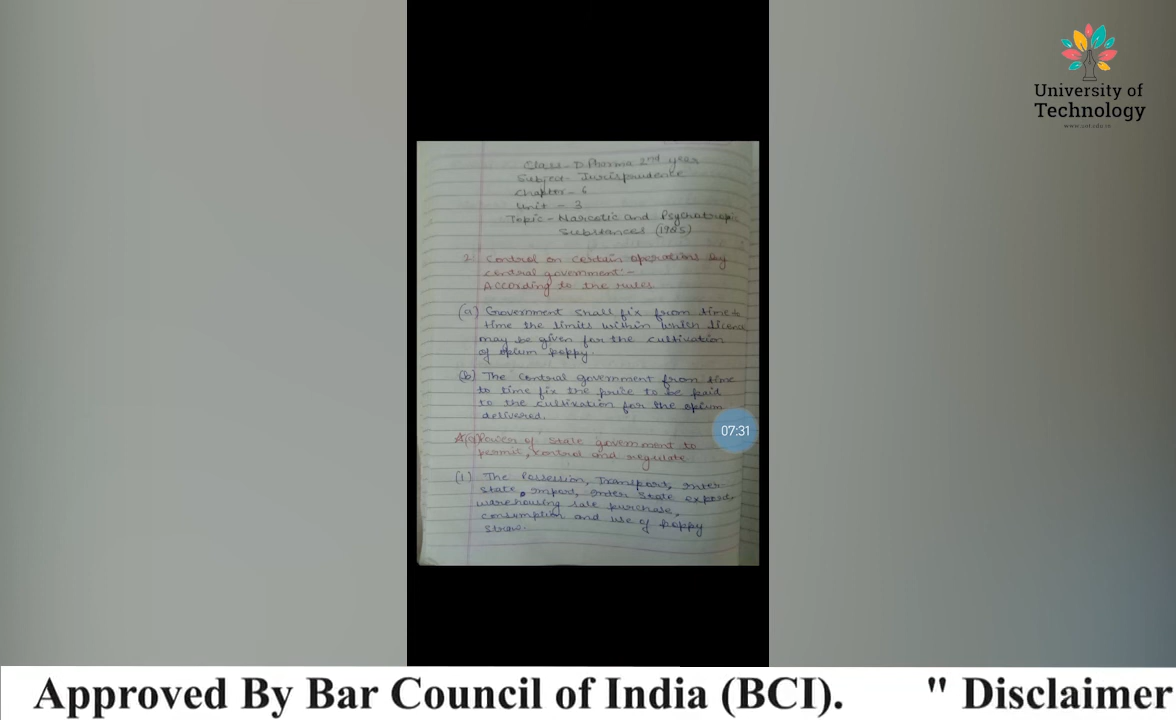 University of
Technology
www.uot.edu.in
Class - D Pharma 2nd year
Subject - Jurisprudence
Chapter - 6
Unit - 3
Topic - Narcotic and Psychotropic
Substances (1985)
2) Control on certain operations by
central government :-
According to the rules
(a) Government shall fix from time to
time the limits within which licence
may be given for the cultivation
of opium poppy.
(b) The central government from time
to time fix the price to be paid
to the cultivation for the opium
delivered.
07:31
Power of state government to
permit, control and regulate
(1) The Possession, Transport, inter
state import, inter state export,
warehousing sale purchase,
consumption and use of poppy
straw.
Approved By Bar Council of India (BCI). " Disclaimer